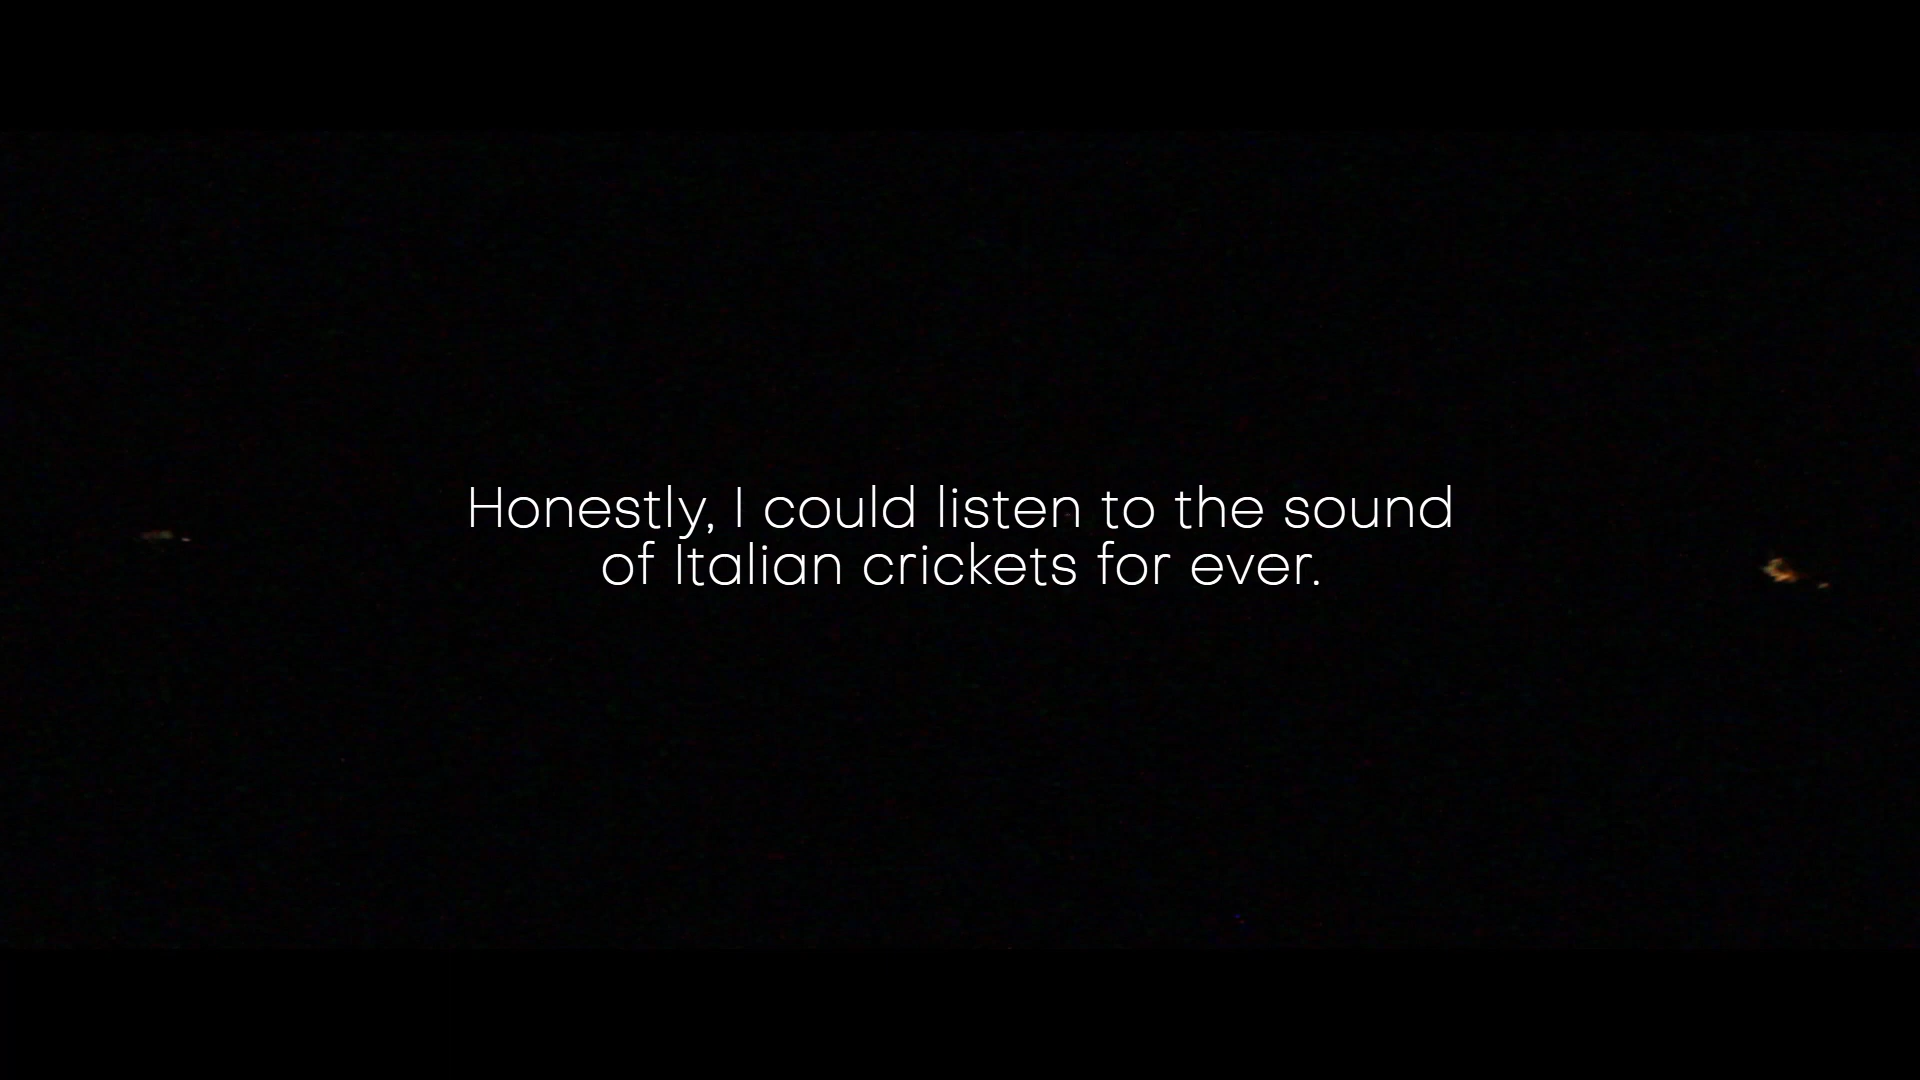 Honestly, I could listen to the sound
of Italian crickets for ever.